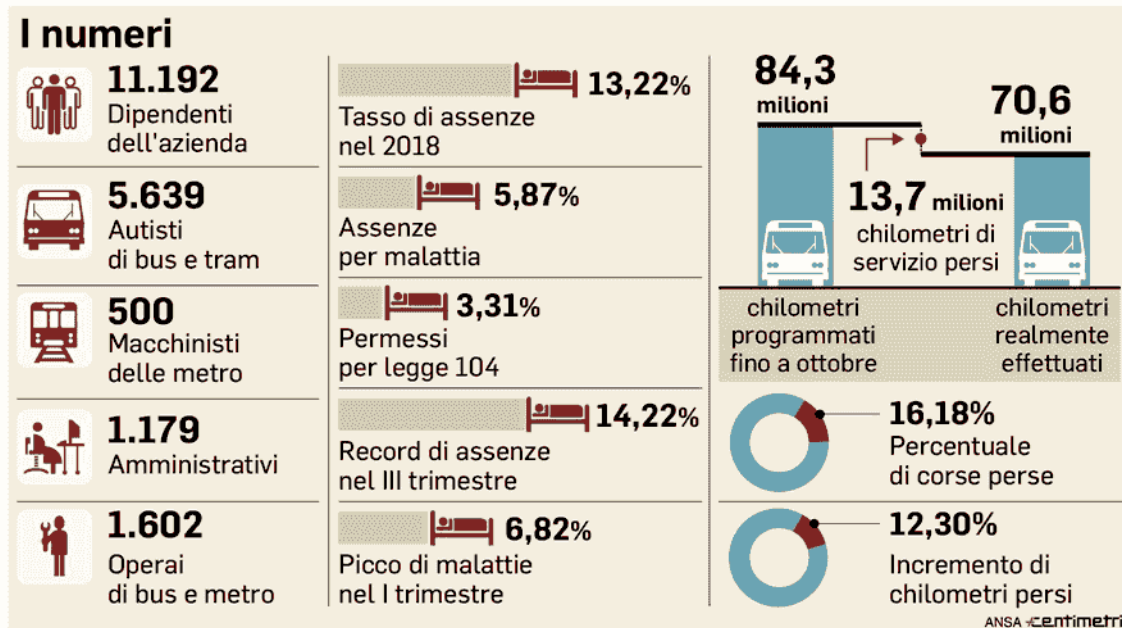 I numeri
11.192
Dipendenti
dell'azienda
5.639
Autisti
di bus e tram
500
Macchinisti
delle metro
1.179
Amministrativi
1.602
Operai
di bus e metro
13,22%
Tasso di assenze
nel 2018
5,87%
Assenze
per malattia
3,31%
Permessi
per legge 104
14,22%
Record di assenze
nel III trimestre
6,82%
Picco di malattie
nel I trimestre
84,3
milioni
70,6
milioni
13,7 milioni
chilometri di
servizio persi
chilometri
programmati
fino a ottobre
chilometri
realmente
effettuati
16,18%
Percentuale
di corse perse
12,30%
Incremento di
chilometri persi
ANSA centimetri